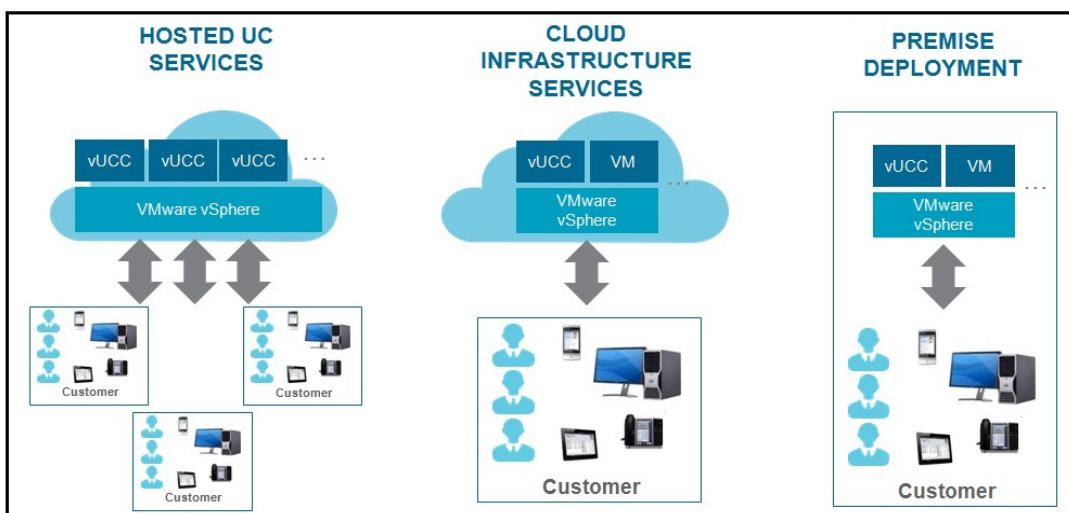 HOSTED UC
SERVICES
vUCC
vUCC
vUCC
...
VMware vSphere
Customer
Customer
Customer
CLOUD
INFRASTRUCTURE
SERVICES
vUCC
VM
...
VMware
vSphere
Customer
PREMISE
DEPLOYMENT
vUCC
VM
...
VMware
vSphere
Customer